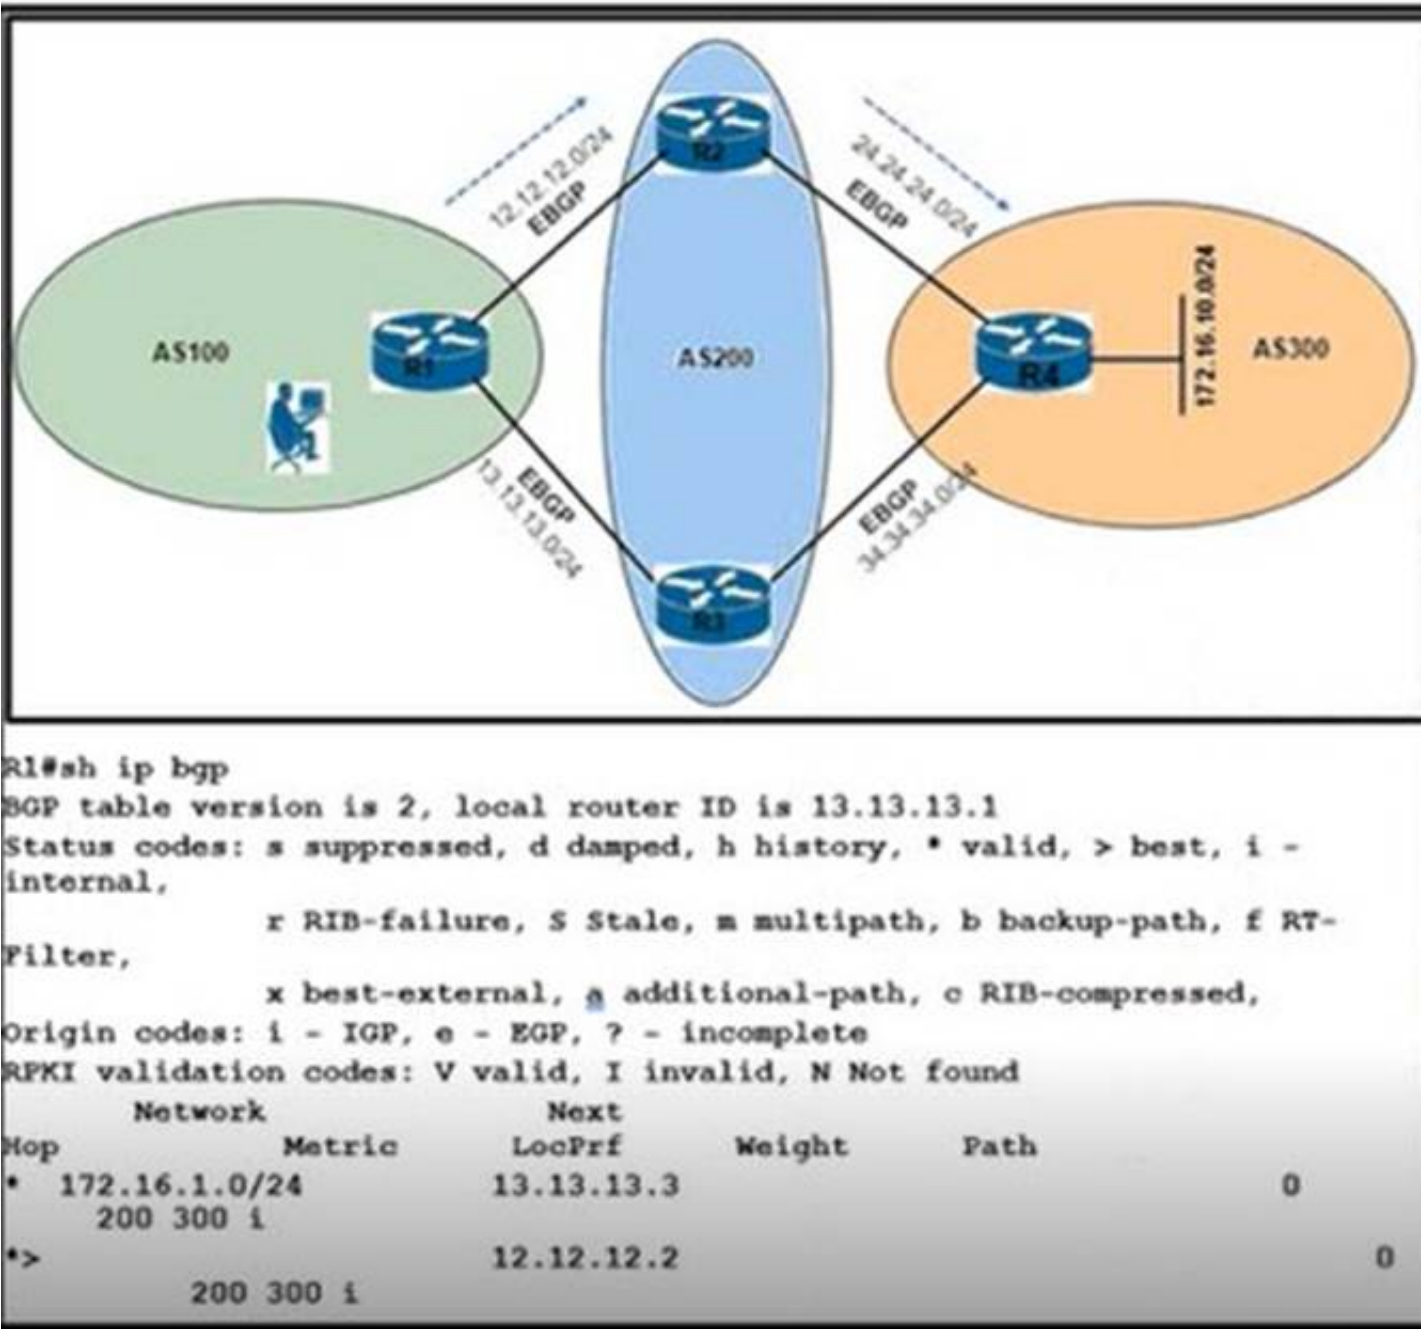 R2
12.12.12.0/24
EBGP
24.24.24.0/24
EBGP
AS100
R1
AS200
R4
172.16.10.0/24
AS300
EBGP
13.13.13.0/24
EBGP
34.34.34.0/24
R3
R1#sh ip bgp
BGP table version is 2, local router ID is 13.13.13.1
Status codes: s suppressed, d damped, h history, * valid, > best, i -
internal,
r RIB-failure, S Stale, m multipath, b backup-path, f RT-
Filter,
x best-external, a additional-path, c RIB-compressed,
Origin codes: i - IGP, e - EGP, ? - incomplete
RPKI validation codes: V valid, I invalid, N Not found
Network Next
Hop Metric LocPrf Weight Path
* 172.16.1.0/24 13.13.13.3 0
200 300 i
*> 12.12.12.2 0
200 300 i